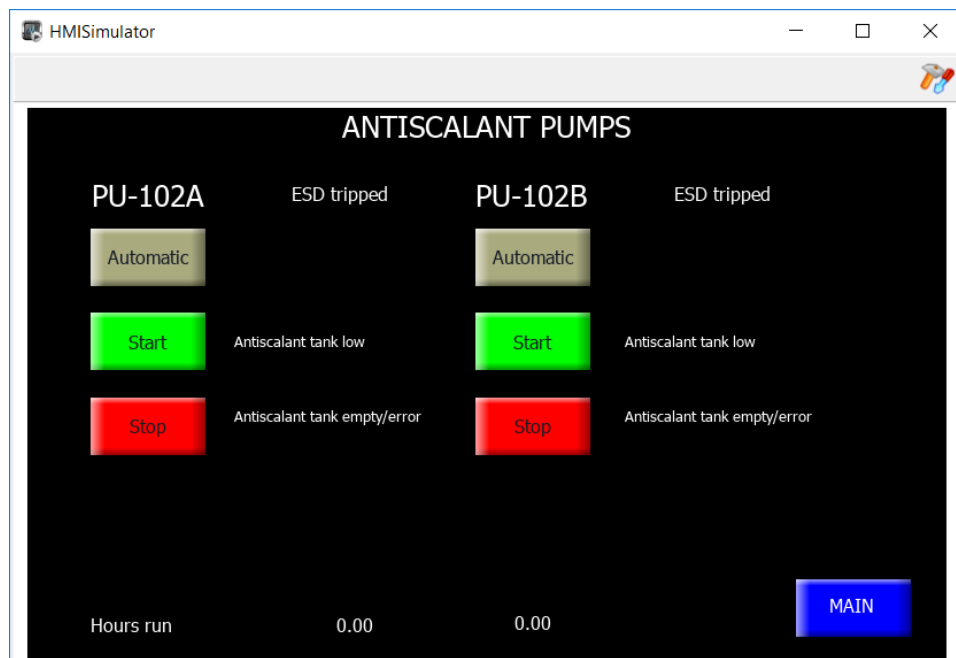 HMISimulator
ANTISCALANT PUMPS
PU-102A ESD tripped PU-102B ESD tripped
Automatic Automatic
Start Antiscalant tank low Start Antiscalant tank low
Stop Antiscalant tank empty/error Stop Antiscalant tank empty/error
MAIN
Hours run 0.00 0.00